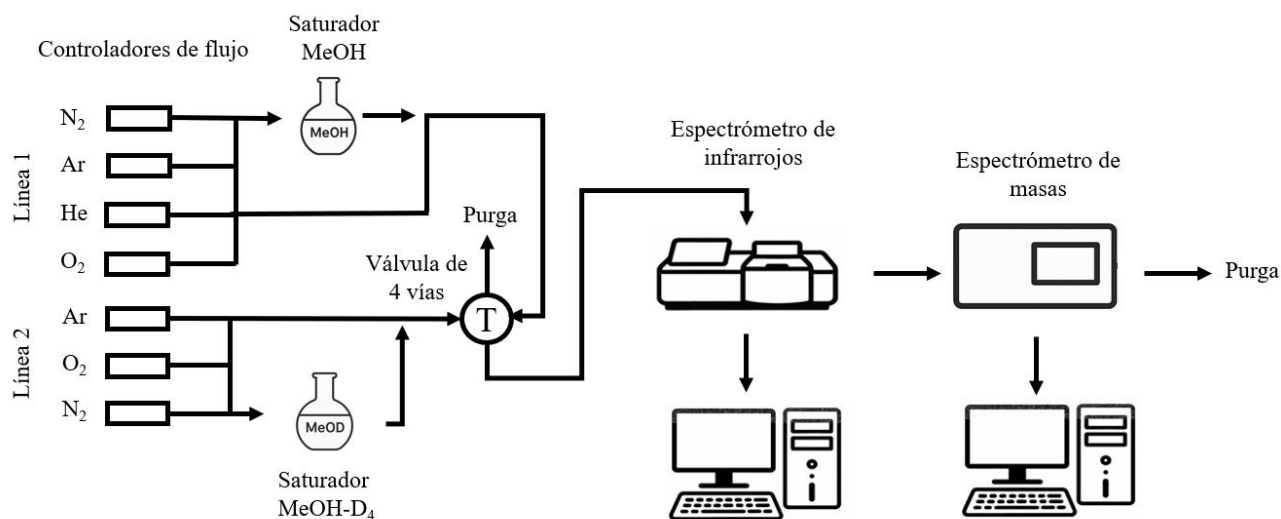 Controladores de flujo
Saturador
MeOH
Línea 1
N₂
Ar
He
O₂
MeOH
Línea 2
Ar
O₂
N₂
MeOD
Saturador
MeOH-D₄
Purga
Válvula de
4 vías
T
Espectrómetro de
infrarrojos
Espectrómetro de
masas
Purga